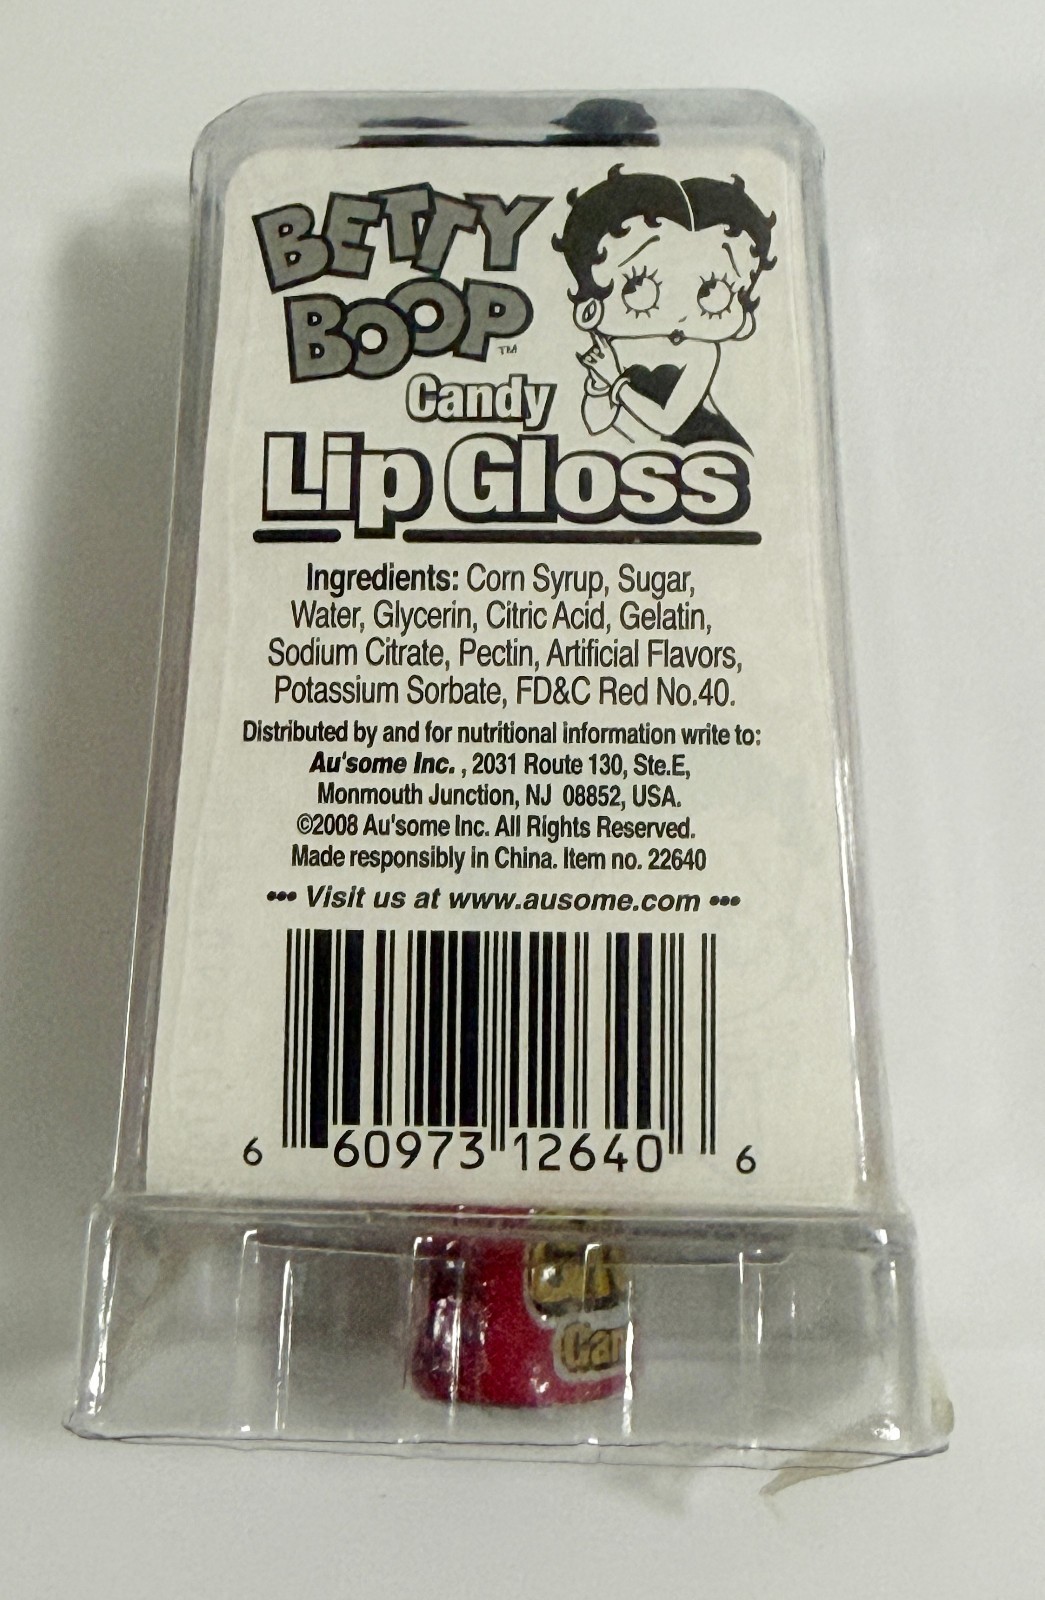 BETTY
BOOP™
Candy
Lip Gloss
Ingredients: Corn Syrup, Sugar,
Water, Glycerin, Citric Acid, Gelatin,
Sodium Citrate, Pectin, Artificial Flavors,
Potassium Sorbate, FD&C Red No.40.
Distributed by and for nutritional information write to:
Au'some Inc. , 2031 Route 130, Ste.E,
Monmouth Junction, NJ 08852, USA.
©2008 Au'some Inc. All Rights Reserved.
Made responsibly in China. Item no. 22640
••• Visit us at www.ausome.com •••
6 60973 12640 6